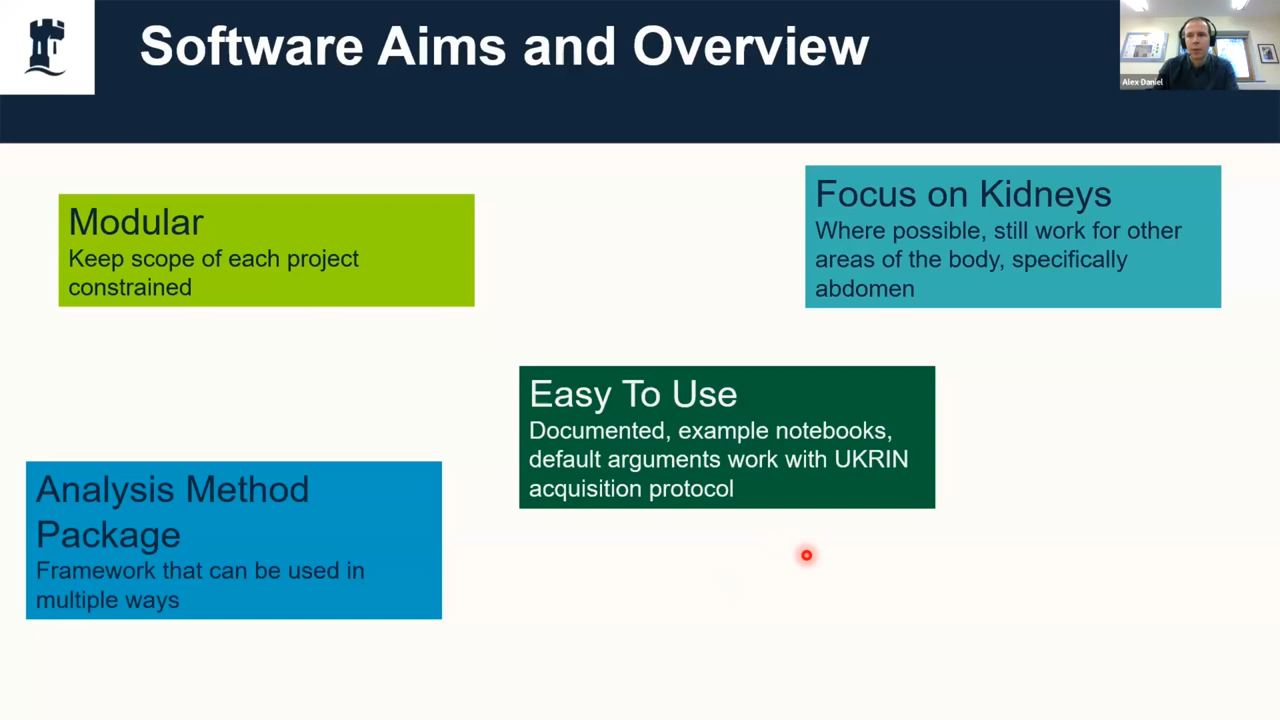 Software Aims and Overview
Alex Daniel
Modular
Keep scope of each project
constrained
Focus on Kidneys
Where possible, still work for other
areas of the body, specifically
abdomen
Easy To Use
Documented, example notebooks,
default arguments work with UKRIN
acquisition protocol
Analysis Method
Package
Framework that can be used in
multiple ways